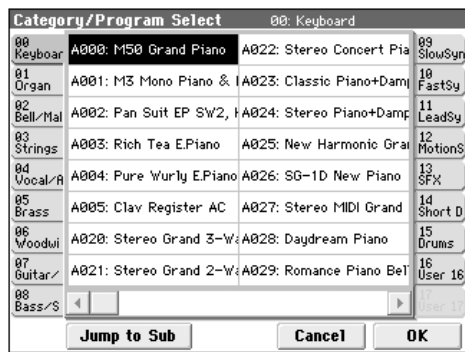 Category/Program Select 00: Keyboard
00
Keyboar
01
Organ
02
Bell/Mal
03
Strings
04
Vocal/A
05
Brass
06
Woodwi
07
Guitar/
08
Bass/S
A000: M50 Grand Piano
A001: M3 Mono Piano &
A002: Pan Suit EP SW2,
A003: Rich Tea E.Piano
A004: Pure Wurly E.Piano
A005: Clav Register AC
A020: Stereo Grand 3-Wa
A021: Stereo Grand 2-Wa
A022: Stereo Concert Pia
A023: Classic Piano+Damp
A024: Stereo Piano+Damp
A025: New Harmonic Gra
A026: SG-1D New Piano
A027: Stereo MIDI Grand
A028: Daydream Piano
A029: Romance Piano Bel
09
SlowSyn
10
FastSy
11
LeadSy
12
MotionS
13
SFX
14
Short D
15
Drums
16
User 16
17
User 17
Jump to Sub
Cancel
OK